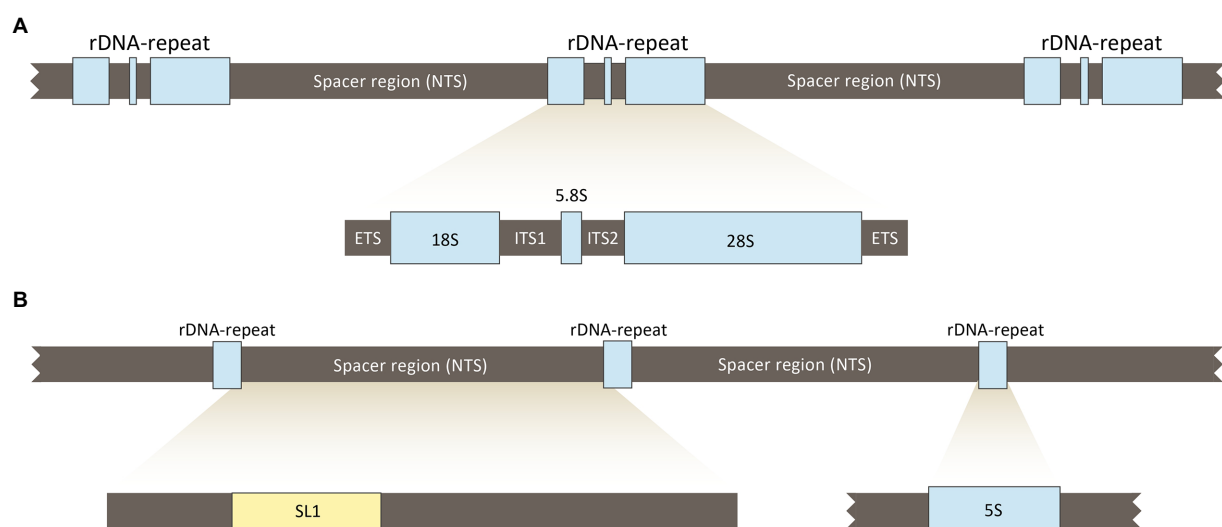 A
rDNA-repeat rDNA-repeat rDNA-repeat
Spacer region (NTS) Spacer region (NTS)
5.8S
ETS 18S ITS1 ITS2 28S ETS
B
rDNA-repeat rDNA-repeat rDNA-repeat
Spacer region (NTS) Spacer region (NTS)
SL1 5S